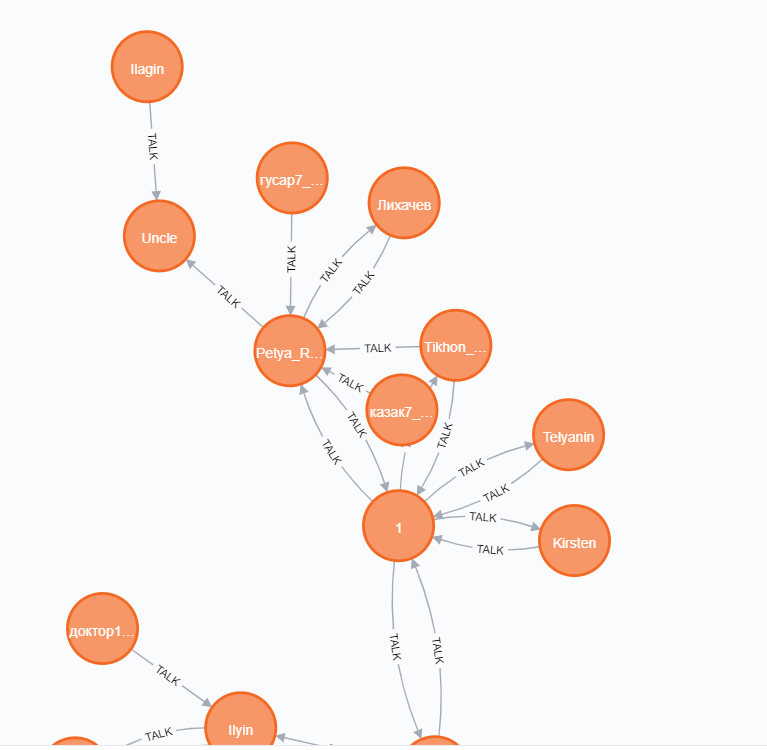 Ilagin
TALK
гусар7_...
Лихачев
Uncle
TALK
TALK
TALK
TALK
Petya_R...
TALK
Tikhon_...
TALK
казак7_...
TALK
TALK
TALK
Telyanin
TALK
TALK
TALK
1
Kirsten
TALK
доктор1...
TALK
TALK
TALK
Ilyin
TALK